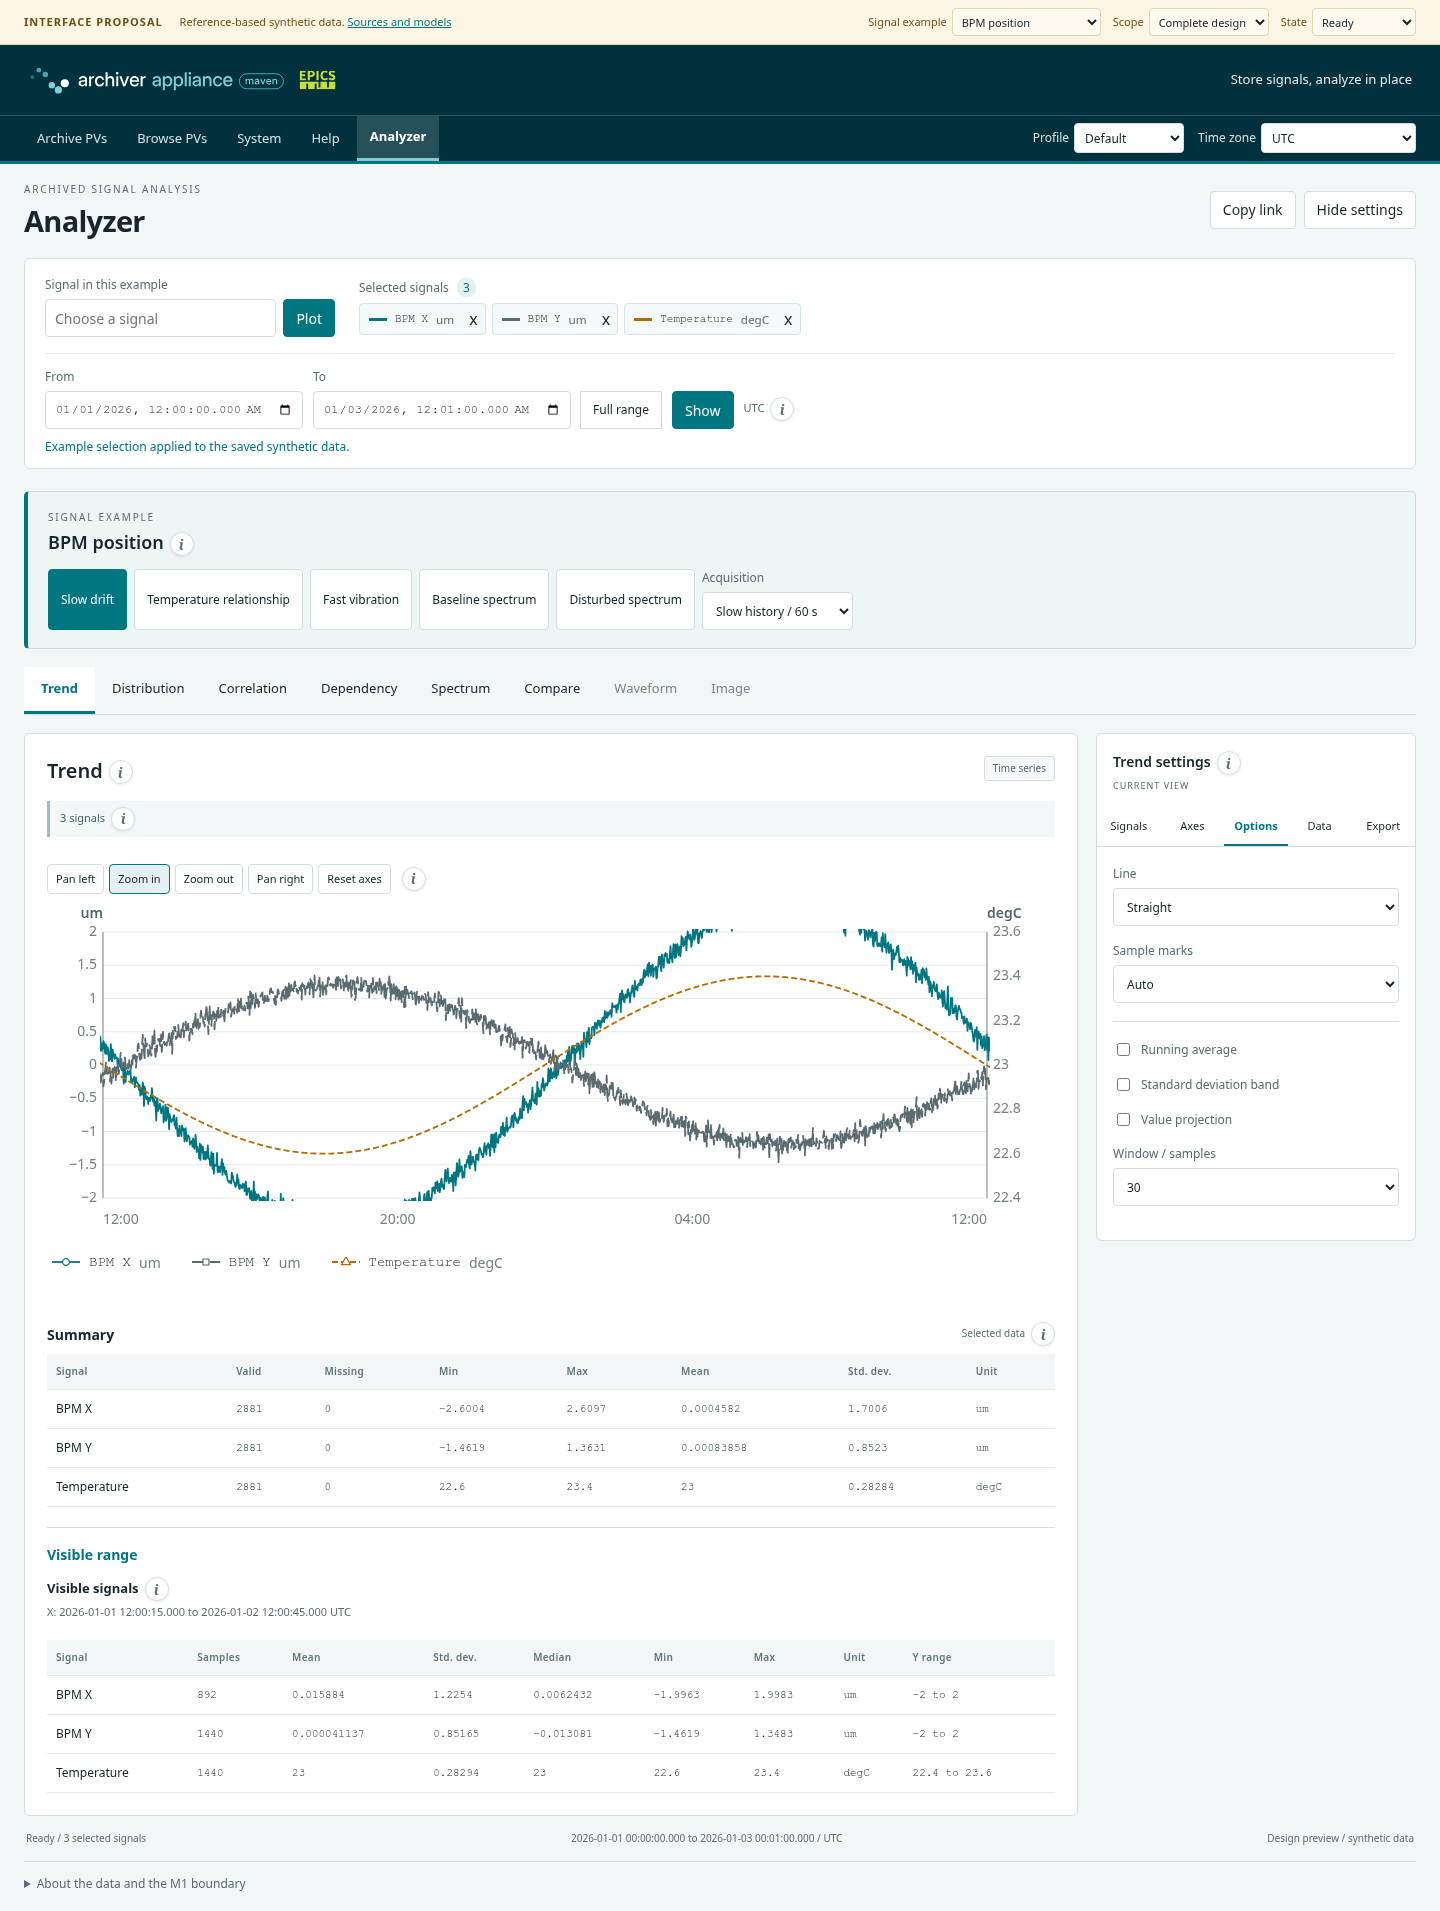 INTERFACE PROPOSAL Reference-based synthetic data. Sources and models Signal example BPM position Scope Complete design State Ready
archiver appliance maven EPICS Store signals, analyze in place
Archive PVs Browse PVs System Help Analyzer Profile Default Time zone UTC
ARCHIVED SIGNAL ANALYSIS
Analyzer Copy link Hide settings
Signal in this example Selected signals 3
Choose a signal Plot BPM X um X BPM Y um X Temperature degC X
From To
01/01/2026, 12:00:00.000 AM 01/03/2026, 12:01:00.000 AM Full range Show UTC i
Example selection applied to the saved synthetic data.
SIGNAL EXAMPLE
BPM position i
Slow drift Temperature relationship Fast vibration Baseline spectrum Disturbed spectrum Acquisition
Slow history / 60 s
Trend Distribution Correlation Dependency Spectrum Compare Waveform Image
Trend i Time series
3 signals i
Pan left Zoom in Zoom out Pan right Reset axes i
um degC
2 23.6
1.5 23.4
1 23.2
0.5
0 23
−0.5 22.8
−1
−1.5 22.6
−2 22.4
12:00 20:00 04:00 12:00
BPM X um BPM Y um Temperature degC
Summary Selected data i
Signal Valid Missing Min Max Mean Std. dev. Unit
BPM X 2881 0 -2.6004 2.6097 0.0004582 1.7006 um
BPM Y 2881 0 -1.4619 1.3631 0.00083858 0.8523 um
Temperature 2881 0 22.6 23.4 23 0.28284 degC
Visible range
Visible signals i
X: 2026-01-01 12:00:15.000 to 2026-01-02 12:00:45.000 UTC
Signal Samples Mean Std. dev. Median Min Max Unit Y range
BPM X 892 0.015884 1.2254 0.0062432 -1.9963 1.9983 um -2 to 2
BPM Y 1440 0.000041137 0.85165 -0.013081 -1.4619 1.3483 um -2 to 2
Temperature 1440 23 0.28294 23 22.6 23.4 degC 22.4 to 23.6
Trend settings i
CURRENT VIEW
Signals Axes Options Data Export
Line
Straight
Sample marks
Auto
Running average
Standard deviation band
Value projection
Window / samples
30
Ready / 3 selected signals 2026-01-01 00:00:00.000 to 2026-01-03 00:01:00.000 / UTC Design preview / synthetic data
About the data and the M1 boundary